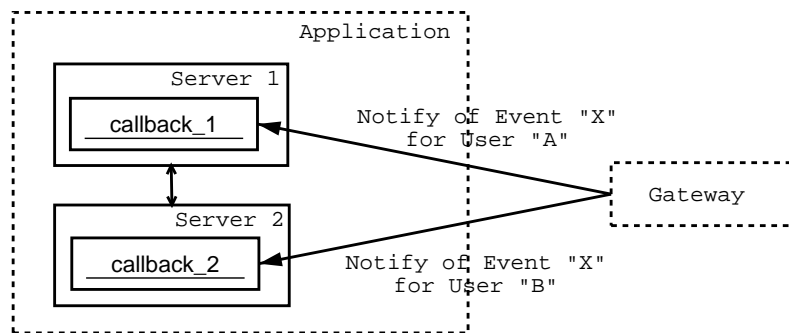 Application
Server 1
callback_1
Notify of Event "X"
for User "A"
Gateway
Server 2
callback_2
Notify of Event "X"
for User "B"